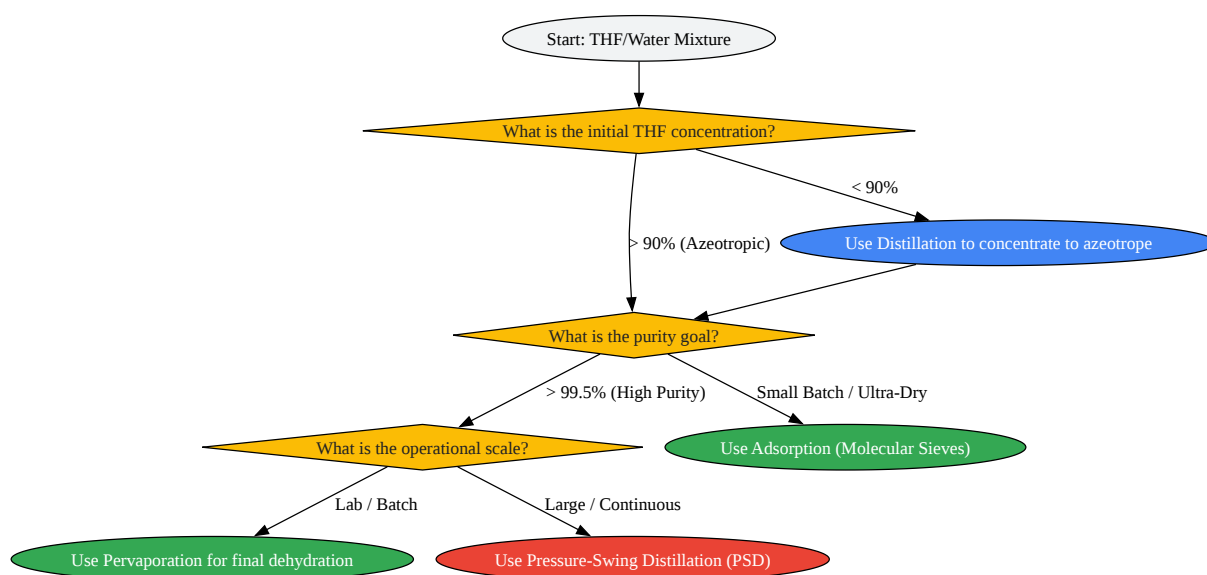 Start: THF/Water Mixture
What is the initial THF concentration?
< 90%
> 90% (Azeotropic)
Use Distillation to concentrate to azeotrope
What is the purity goal?
> 99.5% (High Purity)
Small Batch / Ultra-Dry
What is the operational scale?
Use Adsorption (Molecular Sieves)
Lab / Batch
Large / Continuous
Use Pervaporation for final dehydration
Use Pressure-Swing Distillation (PSD)